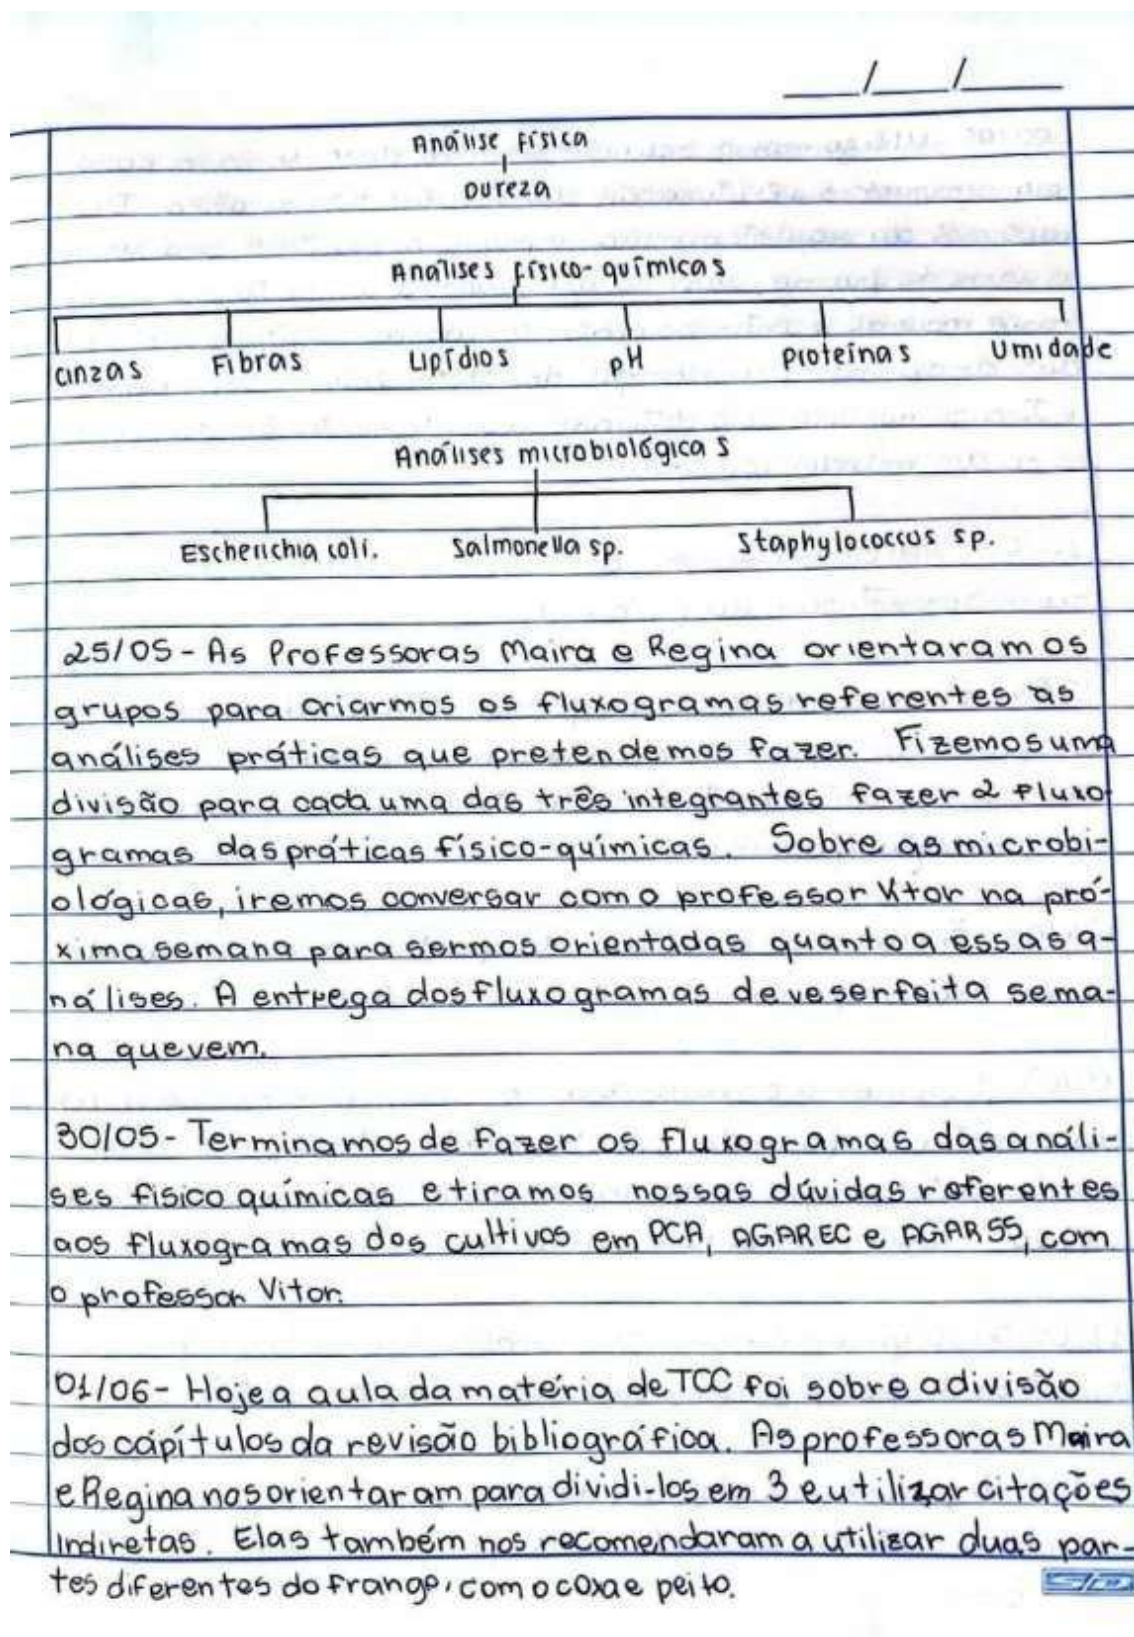 ___/___/___
Análise física
Dureza
Análises físico-químicas
Cinzas Fibras Lipídios pH Proteínas Umidade
Análises microbiológicas
Escherichia coli. Salmonella sp. Staphylococcus sp.
25/05 - As Professoras Maira e Regina orientaram os
grupos para criarmos os fluxogramas referentes as
análises práticas que pretendemos fazer. Fizemos uma
divisão para cada uma das três integrantes fazer 2 fluxo
gramas das práticas físico-químicas. Sobre as microbi-
ológicas, iremos conversar com o professor Vitor na pró-
xima semana para sermos orientadas quanto a essas a-
nálises. A entrega dos fluxogramas deve ser feita sema-
na que vem.
30/05 - Terminamos de fazer os fluxogramas das análi-
ses físico químicas e tiramos nossas dúvidas referentes
aos fluxogramas dos cultivos em PCA, AGAR EC e AGAR SS, com
o professor Vitor.
01/06 - Hoje a aula da matéria de TCC foi sobre a divisão
dos cápítulos da revisão bibliográfica. As professoras Maira
e Regina nos orientaram para dividi-los em 3 e utilizar citações
indiretas. Elas também nos recomendaram a utilizar duas par-
tes diferentes do frango, como coxa e peito.